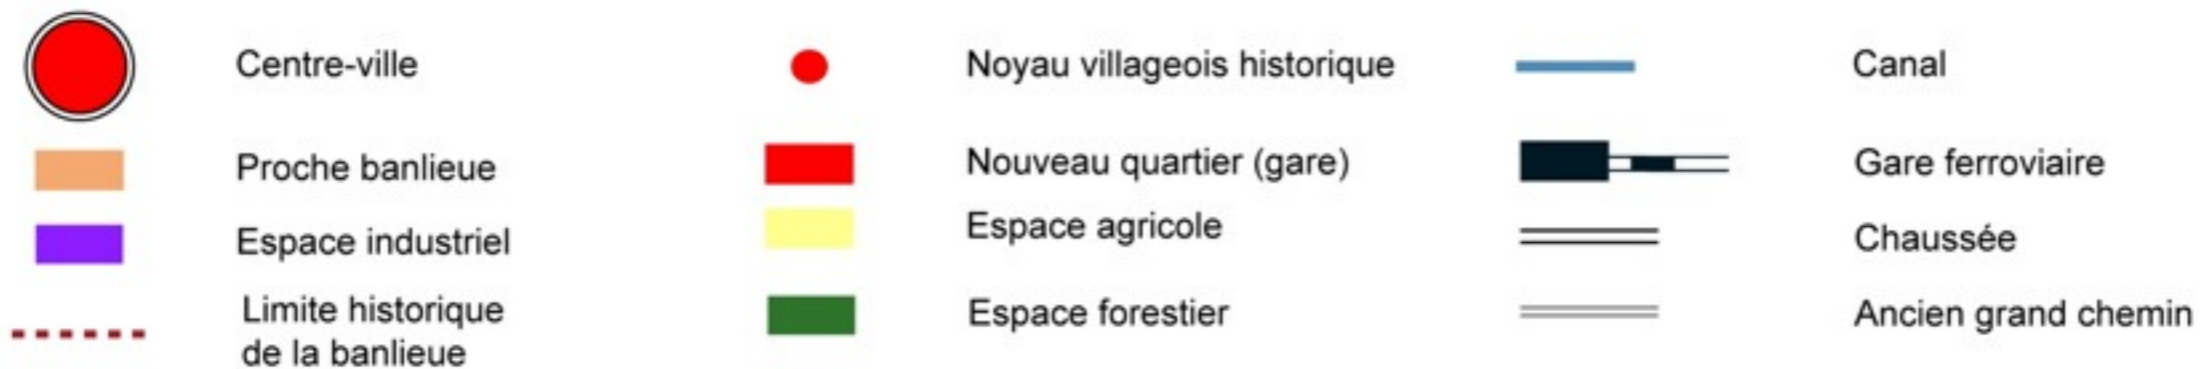 Centre-ville
Noyau villageois historique
Canal
Proche banlieue
Nouveau quartier (gare)
Gare ferroviaire
Espace industriel
Espace agricole
Chaussée
Limite historique
de la banlieue
Espace forestier
Ancien grand chemin